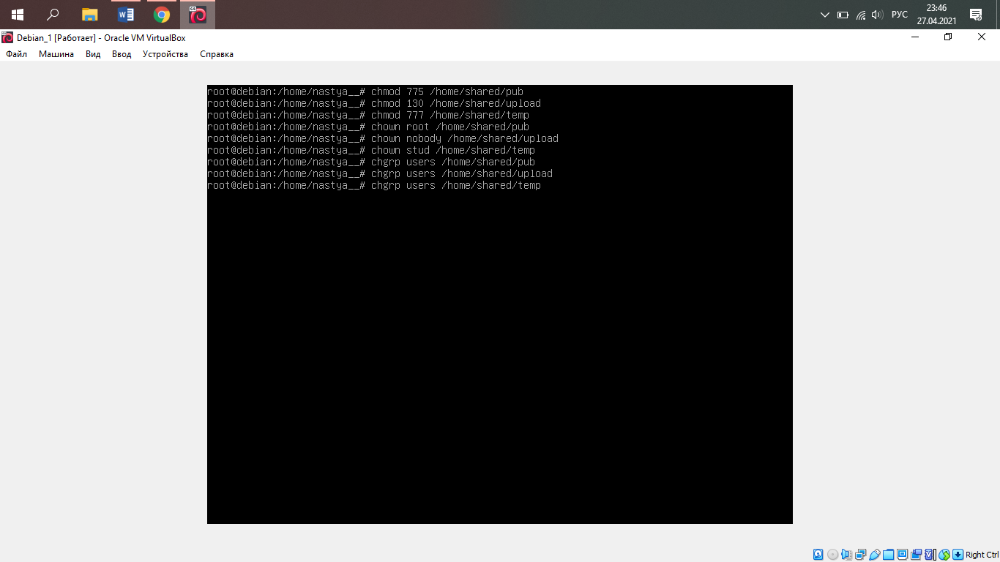 64
РУС
23:46
27.04.2021
Debian_1 [Работает] - Oracle VM VirtualBox
Файл Машина Вид Ввод Устройства Справка
root@debian:/home/nastya__# chmod 775 /home/shared/pub
root@debian:/home/nastya__# chmod 130 /home/shared/upload
root@debian:/home/nastya__# chmod 777 /home/shared/temp
root@debian:/home/nastya__# chown root /home/shared/pub
root@debian:/home/nastya__# chown nobody /home/shared/upload
root@debian:/home/nastya__# chown stud /home/shared/temp
root@debian:/home/nastya__# chgrp users /home/shared/pub
root@debian:/home/nastya__# chgrp users /home/shared/upload
root@debian:/home/nastya__# chgrp users /home/shared/temp
Right Ctrl